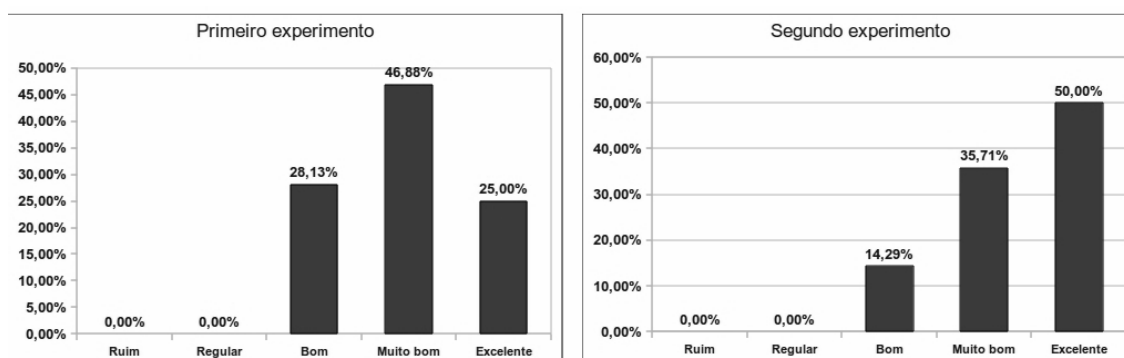 Primeiro experimento
50,00%
45,00%
40,00%
35,00%
30,00%
25,00%
20,00%
15,00%
10,00%
5,00%
0,00%
0,00%
0,00%
28,13%
46,88%
25,00%
Ruim
Regular
Bom
Muito bom
Excelente
Segundo experimento
60,00%
50,00%
40,00%
30,00%
20,00%
10,00%
0,00%
0,00%
0,00%
14,29%
35,71%
50,00%
Ruim
Regular
Bom
Muito bom
Excelente